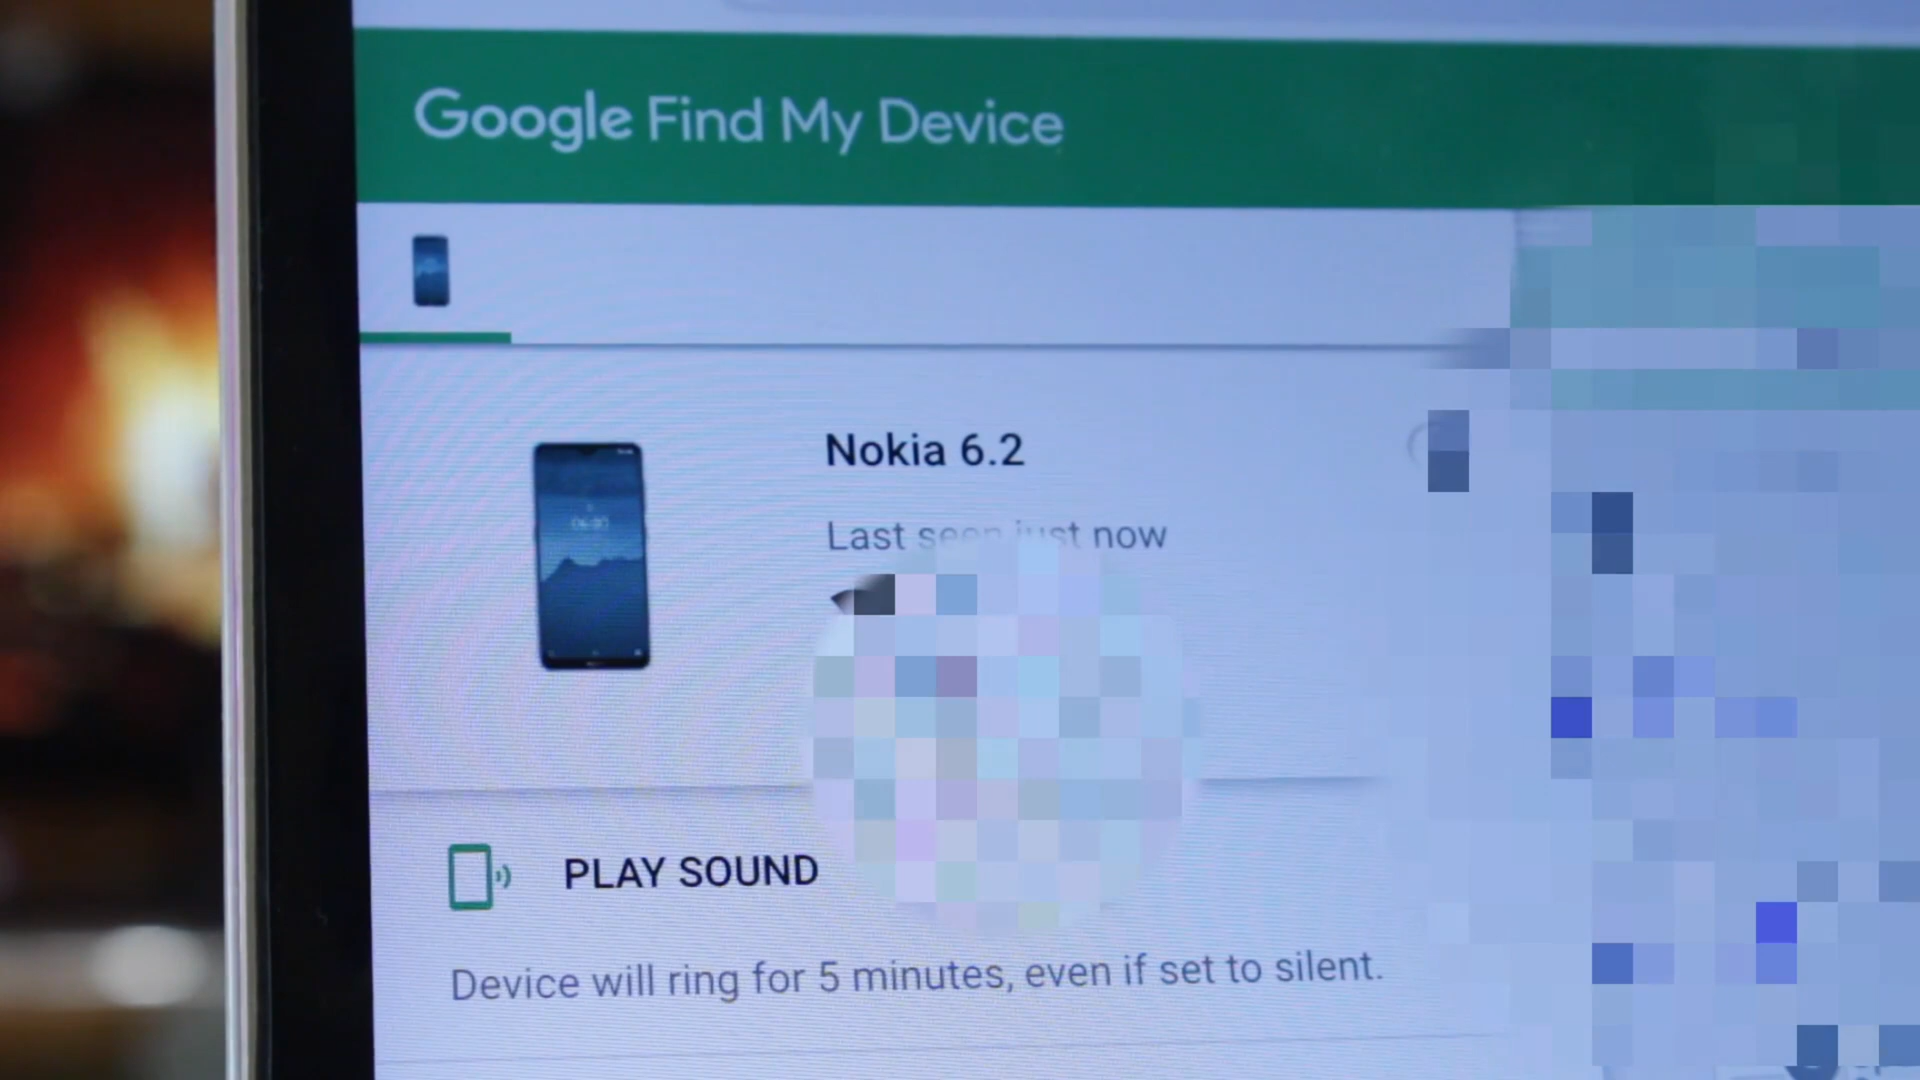 Google Find My Device
Nokia 6.2
Last seen just now
PLAY SOUND
Device will ring for 5 minutes, even if set to silent.